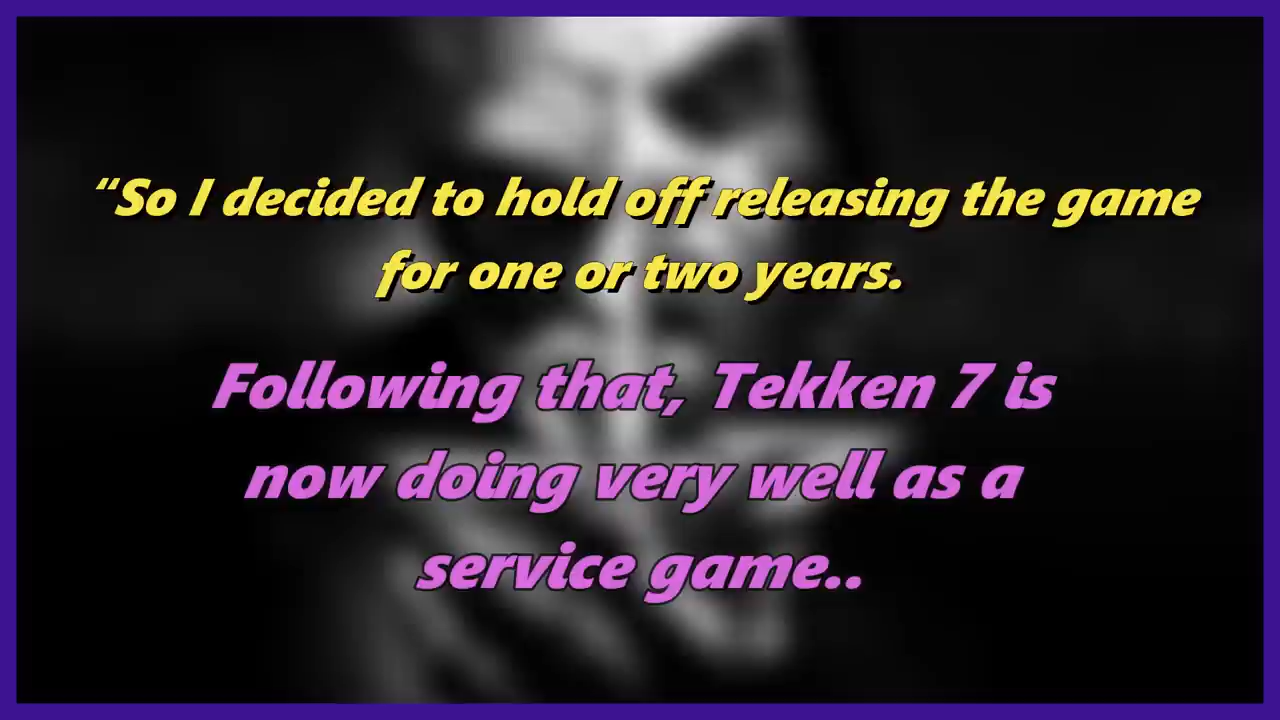 “So I decided to hold off releasing the game
for one or two years.
Following that, Tekken 7 is
now doing very well as a
service game..